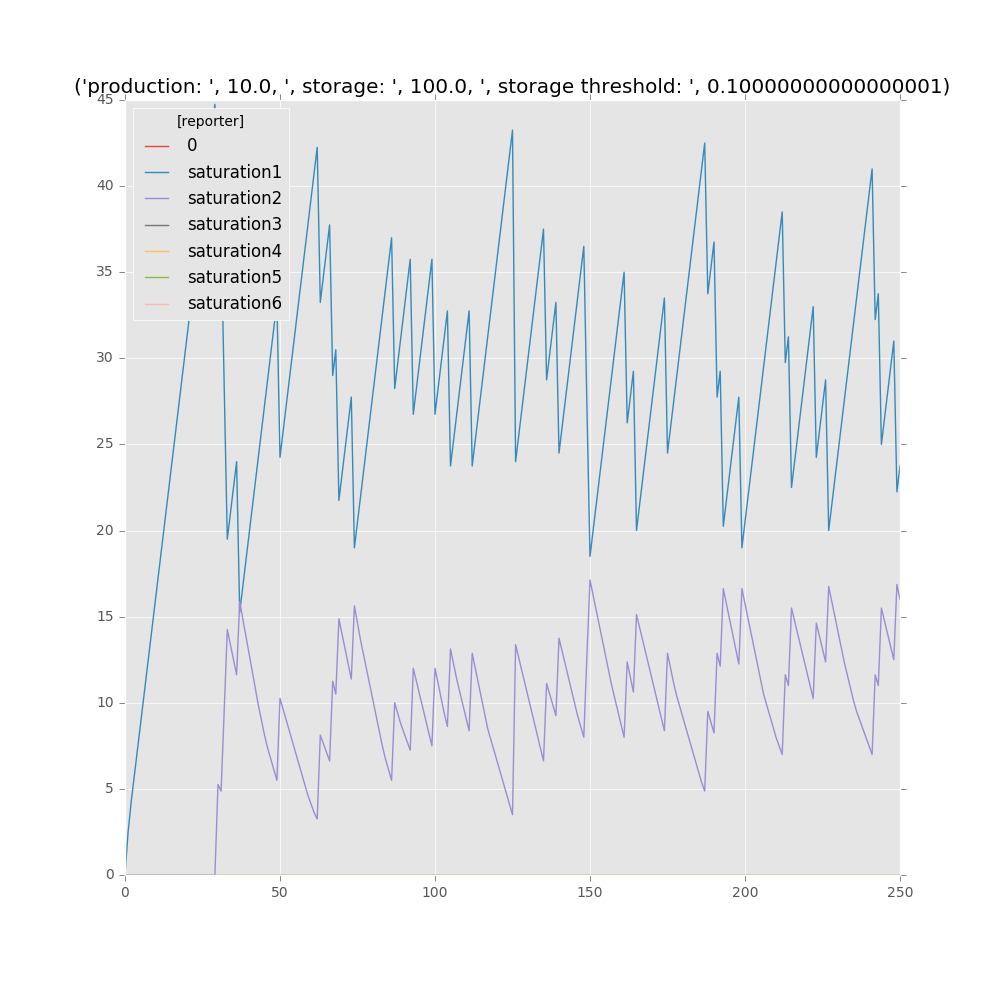 ('production: ', 10.0, ', storage: ', 100.0, ', storage threshold: ', 0.10000000000000001)
45
40
35
30
25
20
15
10
5
0
[reporter]
0
saturation1
saturation2
saturation3
saturation4
saturation5
saturation6
0 50 100 150 200 250